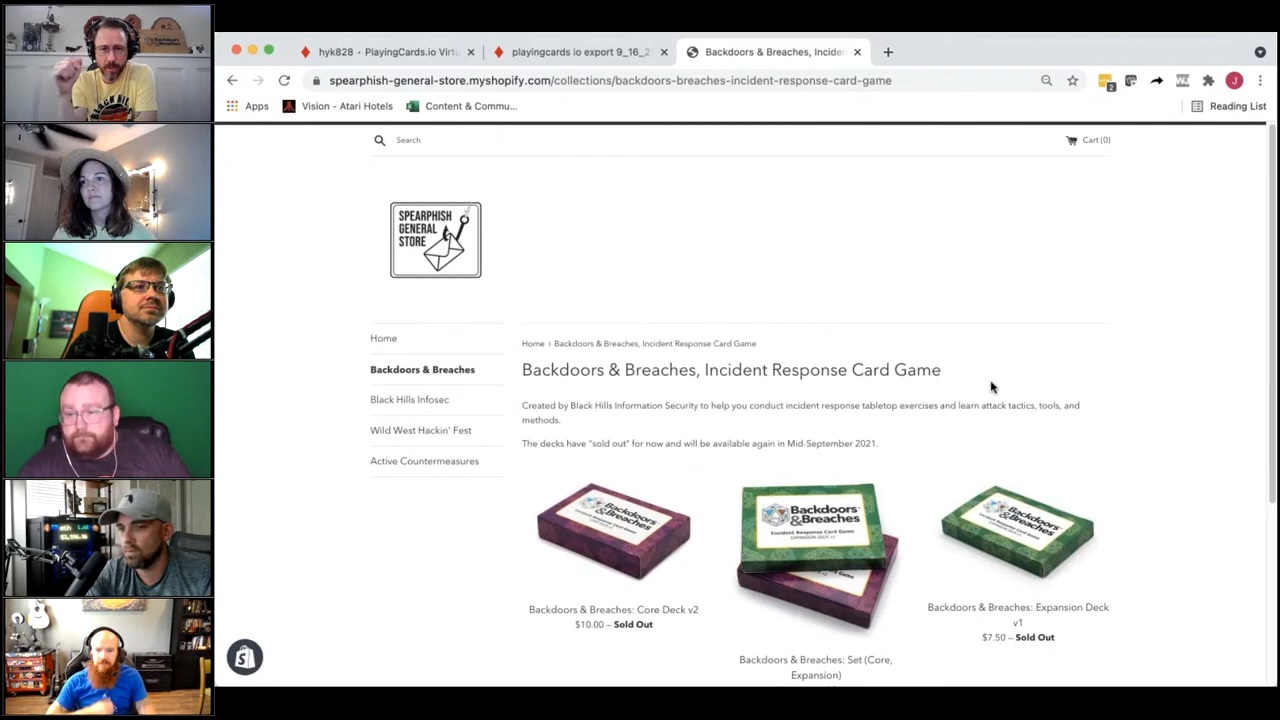 hyk828 - PlayingCards.io Virtu
playingcards io export 9_16_2
Backdoors & Breaches, Inciden
spearphish-general-store.myshopify.com/collections/backdoors-breaches-incident-response-card-game
2
J
Apps
Vision - Atari Hotels
Content & Commu...
Reading List
Search
Cart (0)
SPEARPHISH
GENERAL
STORE
Home
Backdoors & Breaches
Black Hills Infosec
Wild West Hackin' Fest
Active Countermeasures
Home › Backdoors & Breaches, Incident Response Card Game
Backdoors & Breaches, Incident Response Card Game
Created by Black Hills Information Security to help you conduct incident response tabletop exercises and learn attack tactics, tools, and
methods.
The decks have "sold out" for now and will be available again in Mid-September 2021.
Backdoors
&Breaches
Backdoors
&Breaches
Incident Response Card Game
EXPANSION DECK v1
Backdoors
&Breaches
Backdoors & Breaches: Core Deck v2
$10.00 – Sold Out
Backdoors & Breaches: Set (Core,
Expansion)
Backdoors & Breaches: Expansion Deck
v1
$7.50 – Sold Out